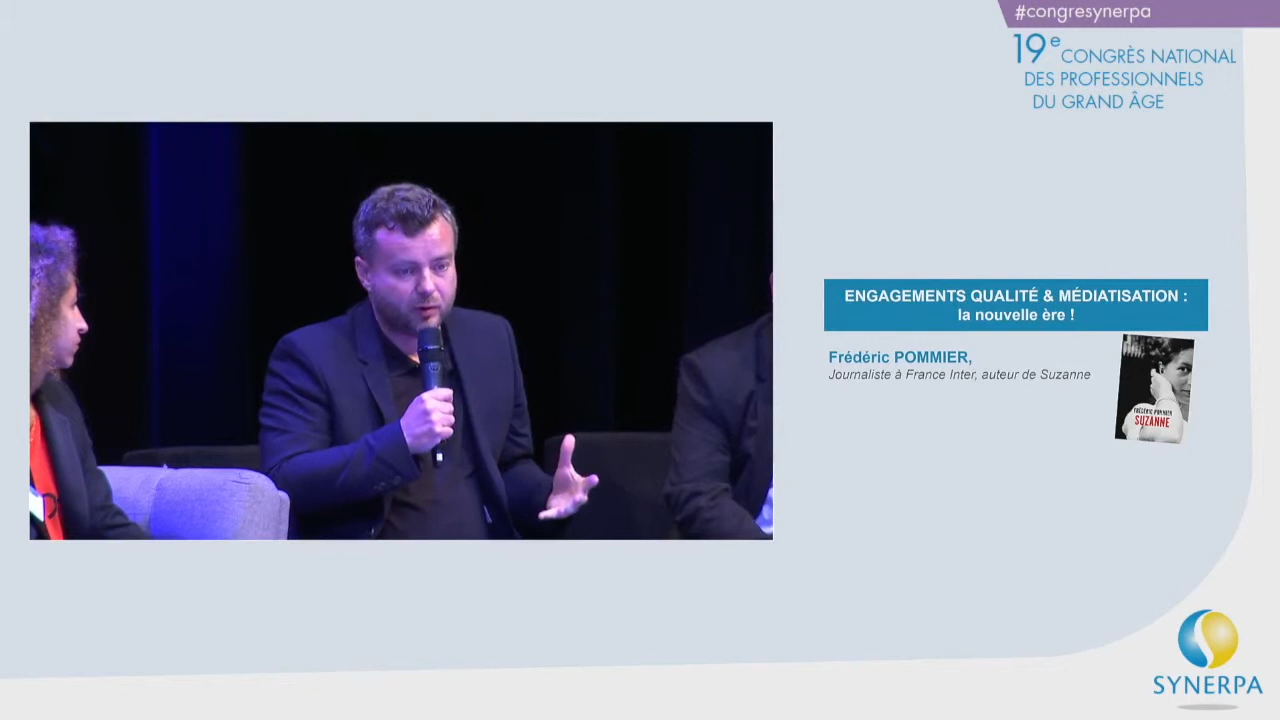 #congresynerpa
19e CONGRÈS NATIONAL
DES PROFESSIONNELS
DU GRAND ÂGE
ENGAGEMENTS QUALITÉ & MÉDIATISATION :
la nouvelle ère !
Frédéric POMMIER,
Journaliste à France Inter, auteur de Suzanne
FRÉDÉRIC POMMIER
SUZANNE
SYNERPA